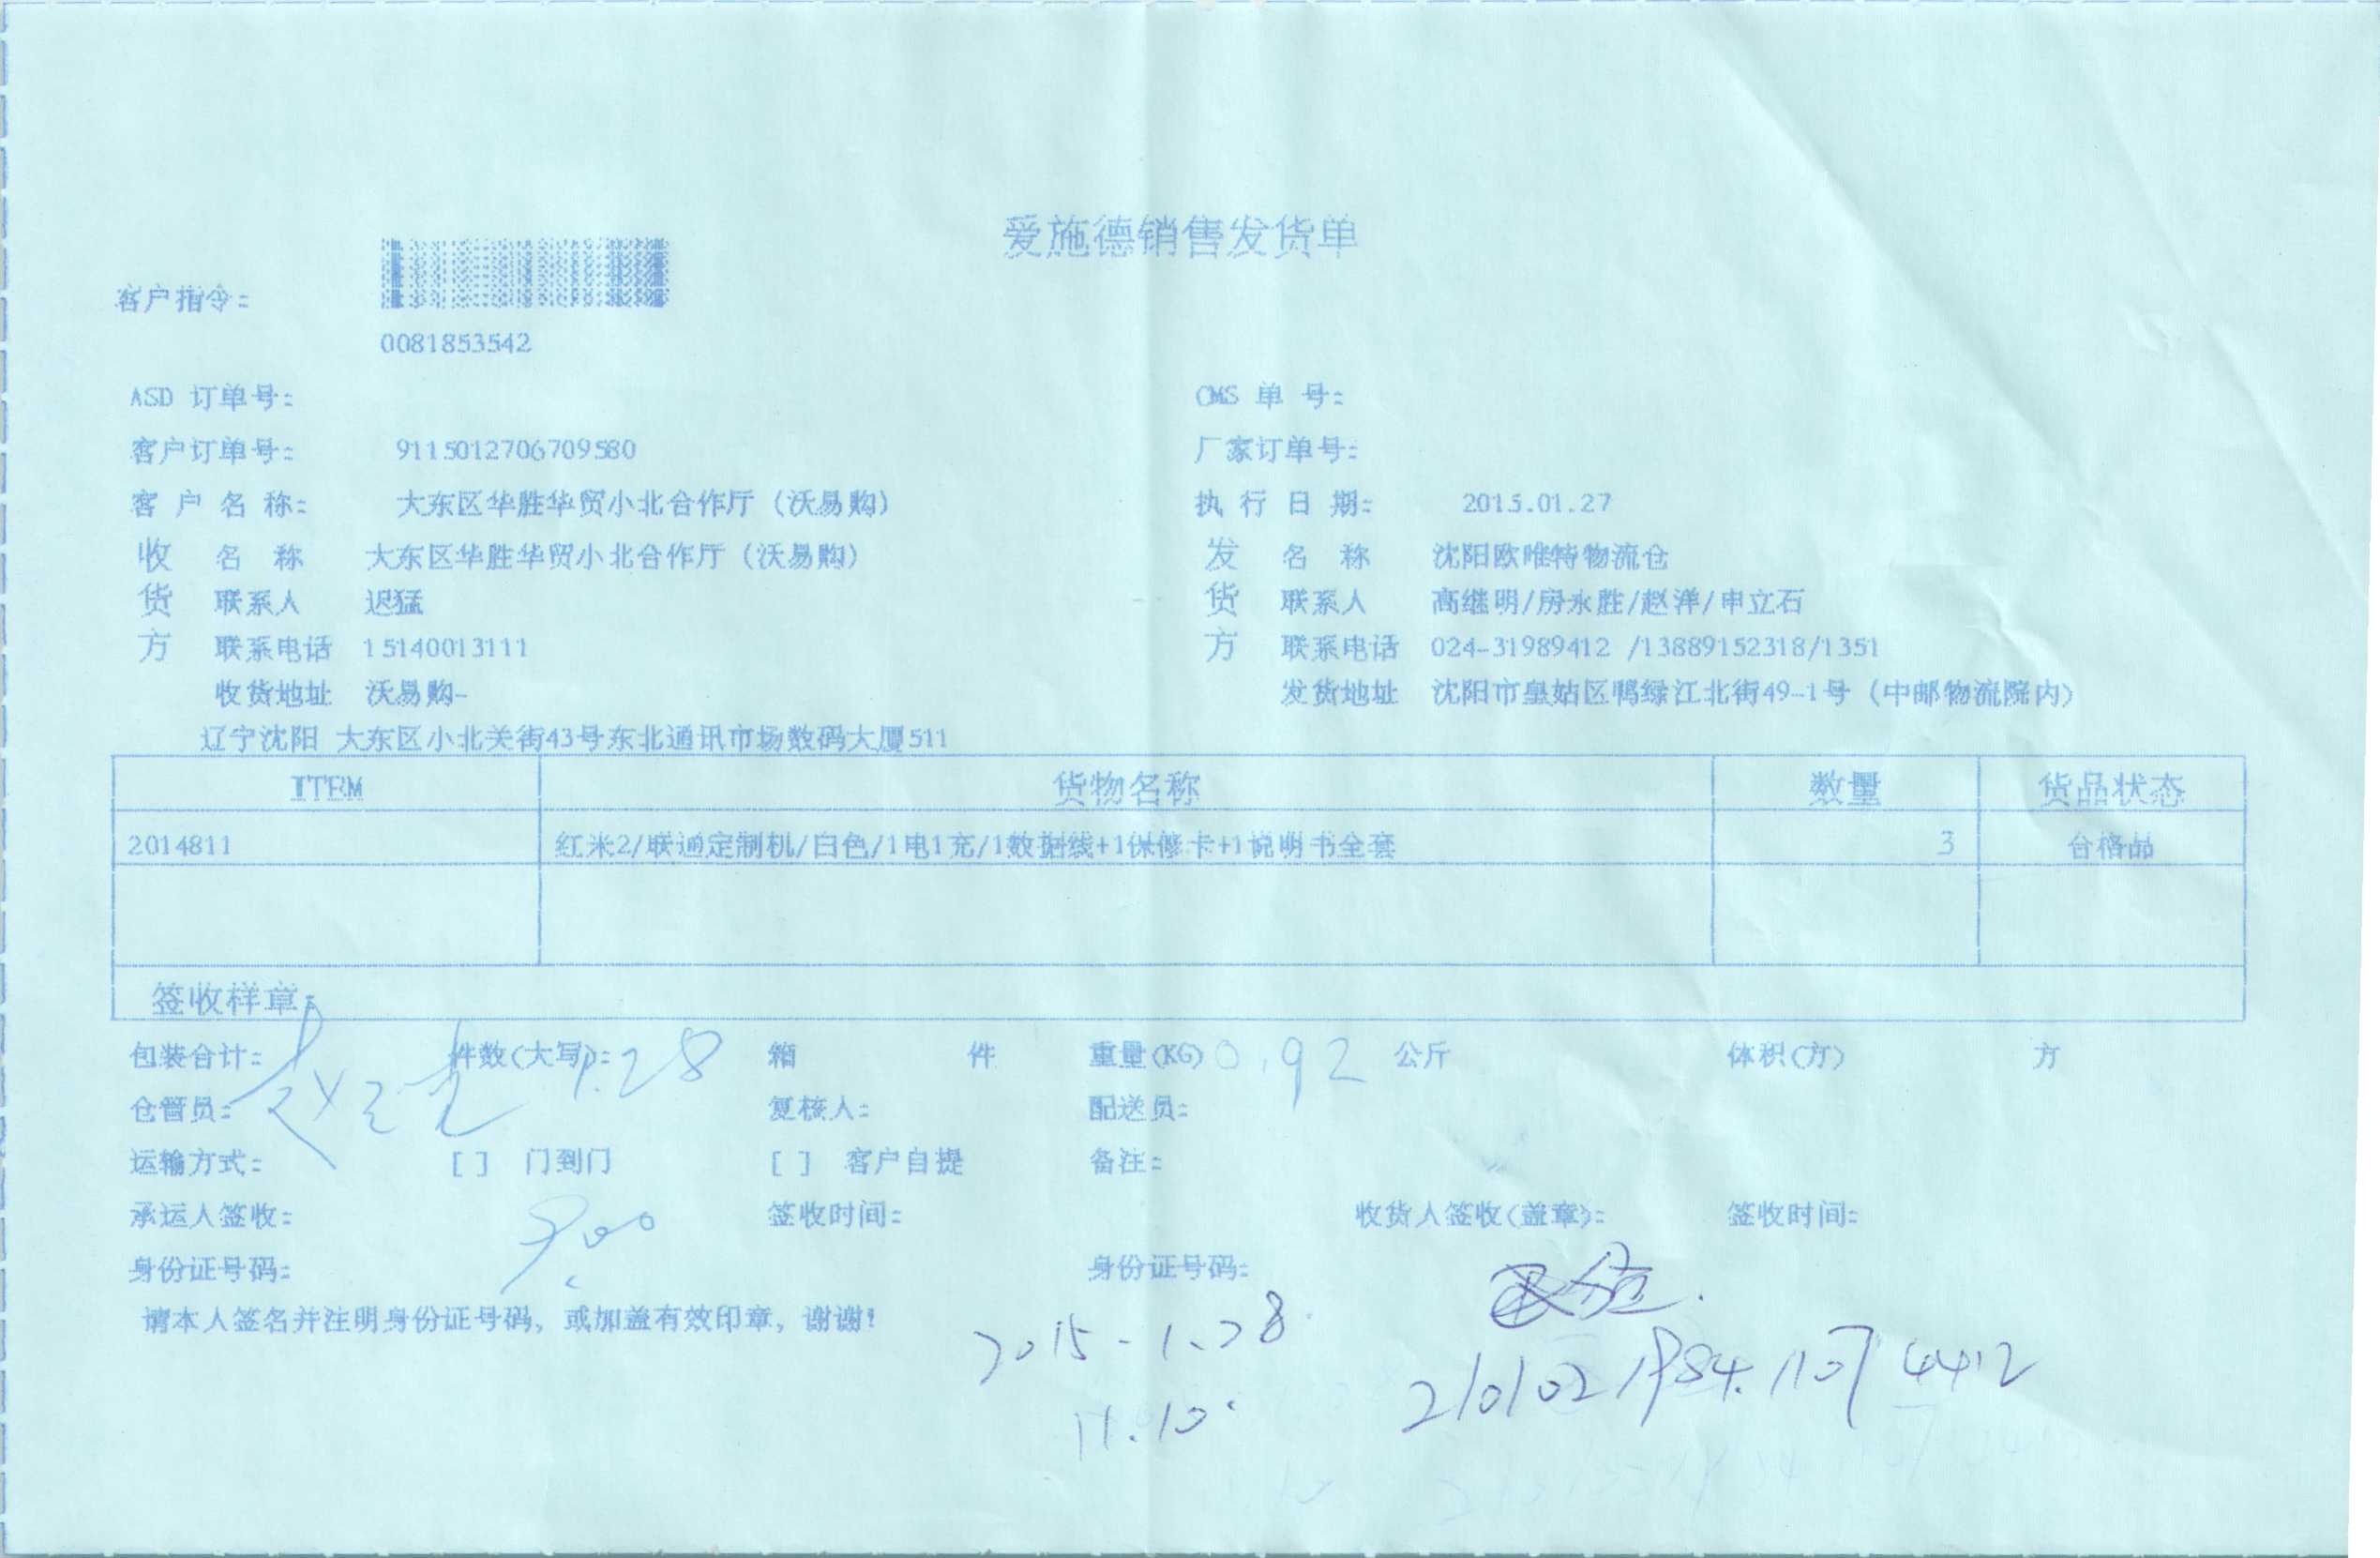 爱施德销售发货单
客户指令:
0081853542
ASD 订单号: CMS 单 号:
客户订单号: 9115012706709580 厂家订单号:
客 户 名 称: 大东区华胜华贸小北合作厅（沃易购） 执 行 日 期: 2015.01.27
收 名 称 大东区华胜华贸小北合作厅（沃易购） 发 名 称 沈阳欧唯特物流仓
货 联系人 迟猛 货 联系人 高继明/房永胜/赵洋/申立石
方 联系电话 15140013111 方 联系电话 024-31989412 /13889152318/1351
收货地址 沃易购- 发货地址 沈阳市皇姑区鸭绿江北街49-1号（中邮物流院内）
辽宁沈阳 大东区小北关街43号东北通讯市场数码大厦511
ITEM 货物名称 数量 货品状态
2014811 红米2/联通定制机/白色/1电1充/1数据线+1保修卡+1说明书全套 3 合格品
签收样章:
包装合计: 件数(大写): 1.28 箱 件 重量(KG) 0.92 公斤 体积(方) 方
仓管员: 复核人: 配送员:
运输方式: [ ] 门到门 [ ] 客户自提 备注:
承运人签收: 签收时间: 收货人签收(盖章): 签收时间:
身份证号码: 身份证号码:
请本人签名并注明身份证号码，或加盖有效印章，谢谢!
2015-1.28
11.10
210102 1984.1107 4412